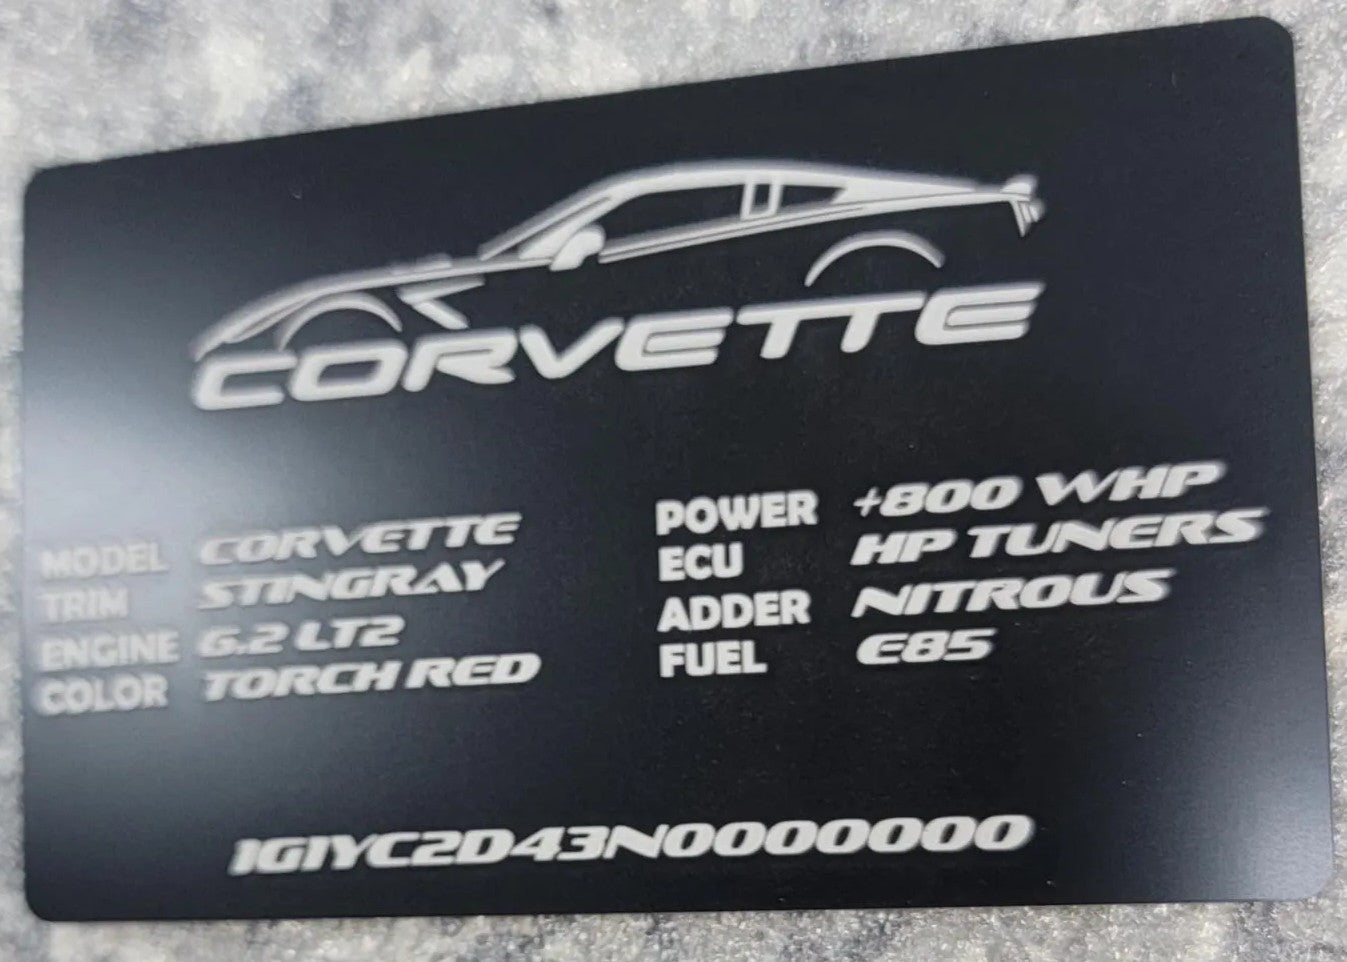 CORVETTE
MODEL CORVETTE
TRIM STINGRAY
ENGINE 6.2 LT2
COLOR TORCH RED
POWER +800 WHP
ECU HP TUNERS
ADDER NITROUS
FUEL E85
1G1YC2D43N0000000